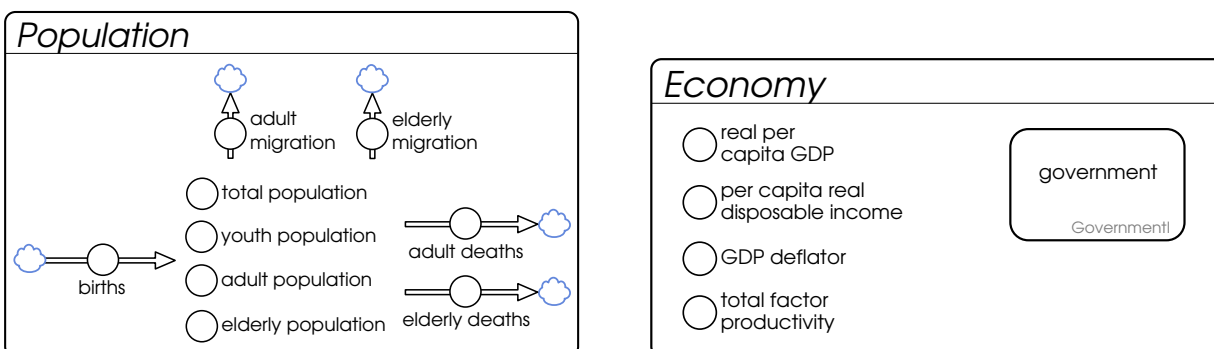 Population
adult
migration
elderly
migration
total population
youth population
adult population
elderly population
births
adult deaths
elderly deaths
Economy
real per
capita GDP
per capita real
disposable income
GDP deflator
total factor
productivity
government
Governmentl